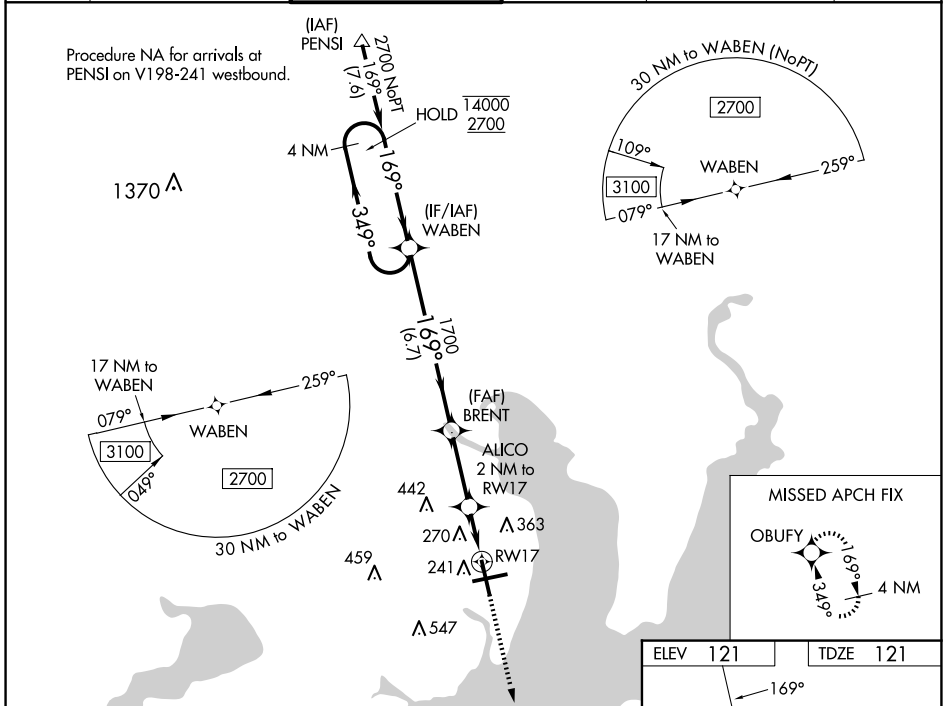 Procedure NA for arrivals at
PENSI on V198-241 westbound.
(IAF)
PENSI
2700 NoPT
169°
(7.6)
HOLD
14000
2700
4 NM
169°
349°
(IF/IAF)
WABEN
1370
30 NM to WABEN (NoPT)
2700
109°
3100
079°
WABEN
259°
17 NM to
WABEN
1700
169°
(6.7)
17 NM to
WABEN
079°
259°
WABEN
3100
049°
2700
30 NM to WABEN
(FAF)
BRENT
ALICO
2 NM to
RW17
442
270
363
459
241
RW17
547
MISSED APCH FIX
OBUFY
169°
349°
4 NM
ELEV 121
TDZE 121
169°